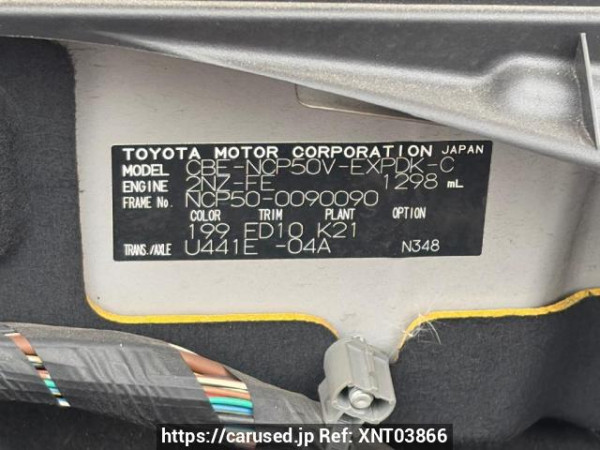 TOYOTA MOTOR CORPORATION JAPAN
MODEL CBE-NCP50V-EXPDK-C
ENGINE 2NZ-FE 1298 mL
FRAME NO. NCP50-0090090
COLOR TRIM PLANT OPTION
199 FD10 K21
TRANS./AXLE U441E -04A N348
https://carused.jp Ref: XNT03866